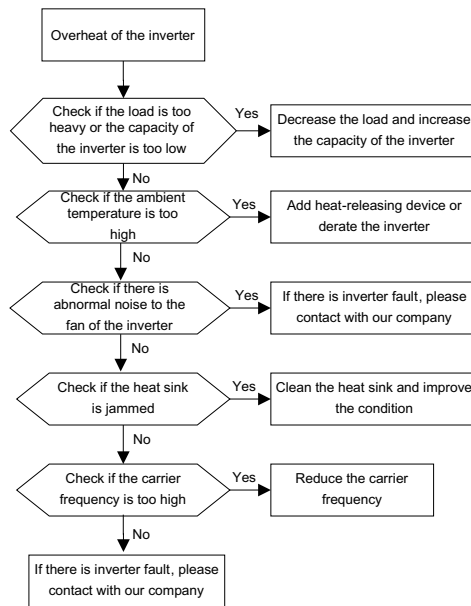 Overheat of the inverter
Check if the load is too
heavy or the capacity of
the inverter is too low
Yes
Decrease the load and increase
the capacity of the inverter
No
Check if the ambient
temperature is too
high
Yes
Add heat-releasing device or
derate the inverter
No
Check if there is
abnormal noise to the
fan of the inverter
Yes
If there is inverter fault, please
contact with our company
No
Check if the heat sink
is jammed
Yes
Clean the heat sink and improve
the condition
No
Check if the carrier
frequency is too high
Yes
Reduce the carrier
frequency
No
If there is inverter fault, please
contact with our company